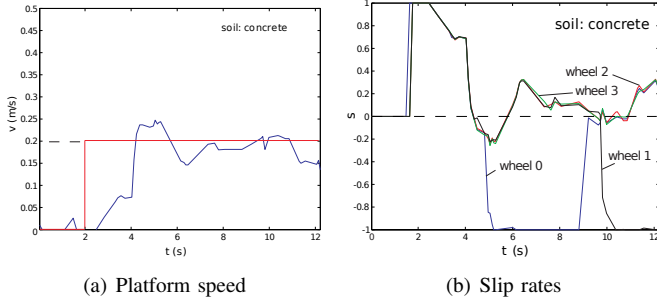 soil: concrete
v (m/s)
0.5
0.45
0.4
0.35
0.3
0.25
0.2
0.15
0.1
0.05
0
0 2 4 6 8 10 12
t (s)
(a) Platform speed
soil: concrete
s
1
0.8
0.6
0.4
0.2
0
-0.2
-0.4
-0.6
-0.8
-1
wheel 2
wheel 3
wheel 0
wheel 1
0 2 4 6 8 10 12
t (s)
(b) Slip rates